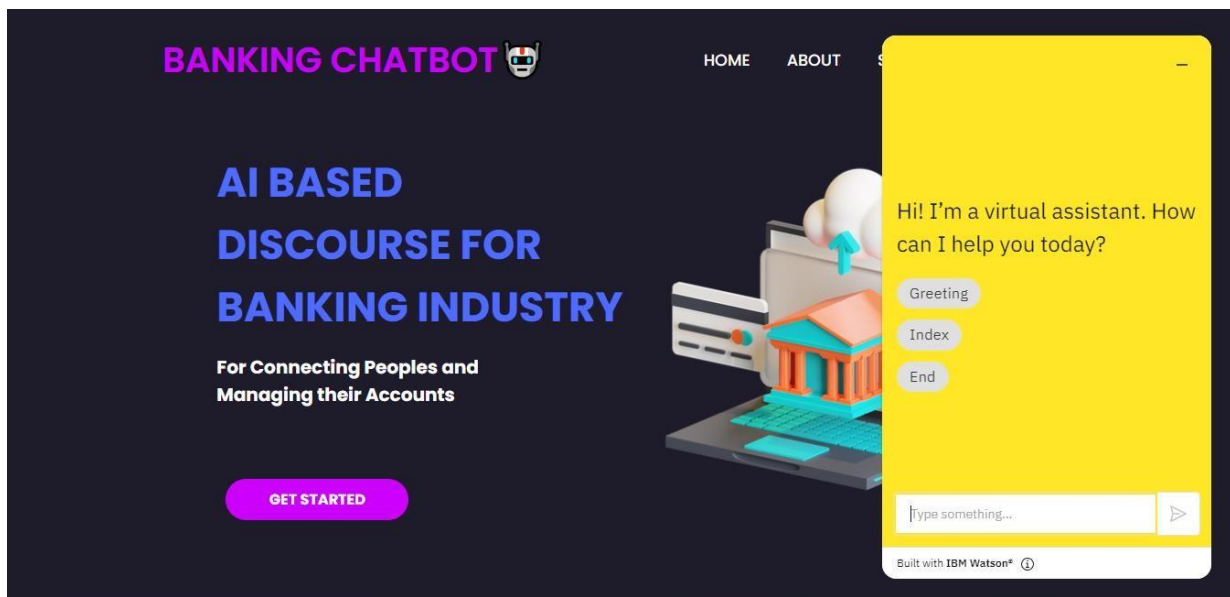 BANKING CHATBOT
HOME ABOUT S
AI BASED
DISCOURSE FOR
BANKING INDUSTRY
For Connecting Peoples and
Managing their Accounts
GET STARTED
Hi! I’m a virtual assistant. How
can I help you today?
Greeting
Index
End
Type something...
Built with IBM Watson®